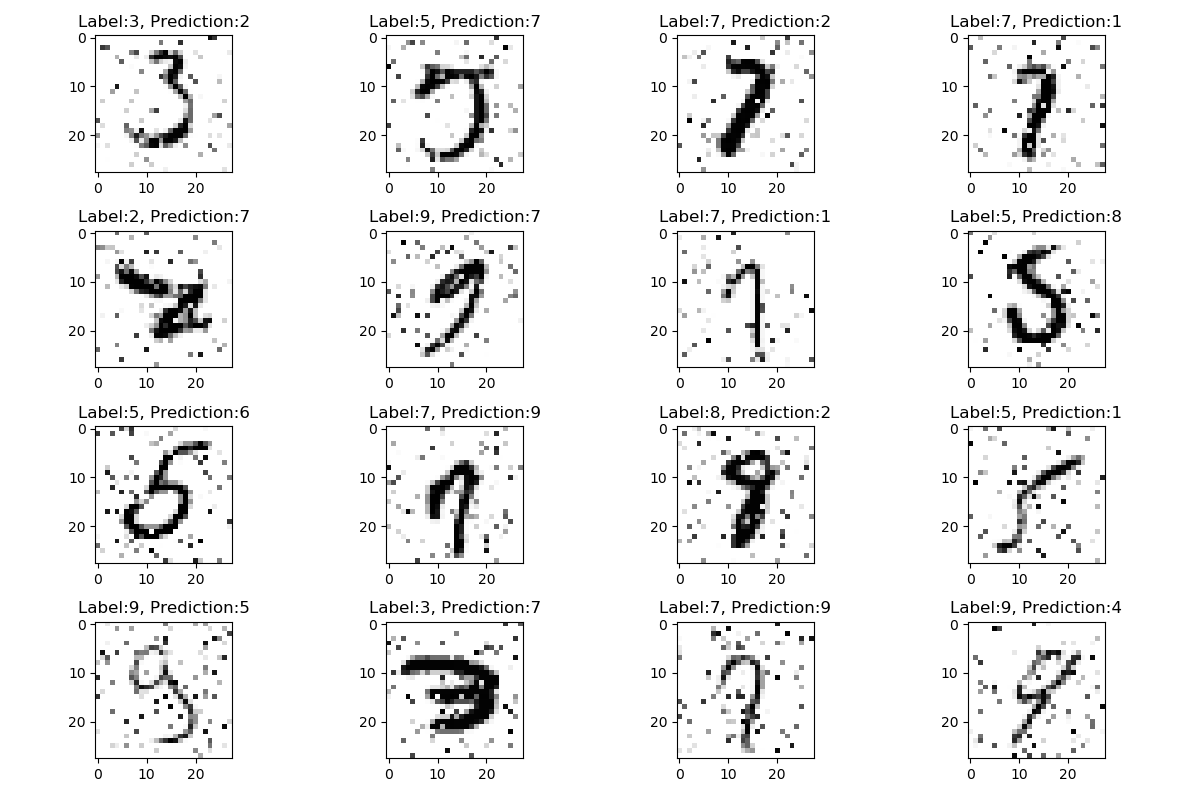 Label:3, Prediction:2 Label:5, Prediction:7 Label:7, Prediction:2 Label:7, Prediction:1
0 0 0 0
10 10 10 10
20 20 20 20
0 10 20 0 10 20 0 10 20 0 10 20
Label:2, Prediction:7 Label:9, Prediction:7 Label:7, Prediction:1 Label:5, Prediction:8
0 0 0 0
10 10 10 10
20 20 20 20
0 10 20 0 10 20 0 10 20 0 10 20
Label:5, Prediction:6 Label:7, Prediction:9 Label:8, Prediction:2 Label:5, Prediction:1
0 0 0 0
10 10 10 10
20 20 20 20
0 10 20 0 10 20 0 10 20 0 10 20
Label:9, Prediction:5 Label:3, Prediction:7 Label:7, Prediction:9 Label:9, Prediction:4
0 0 0 0
10 10 10 10
20 20 20 20
0 10 20 0 10 20 0 10 20 0 10 20